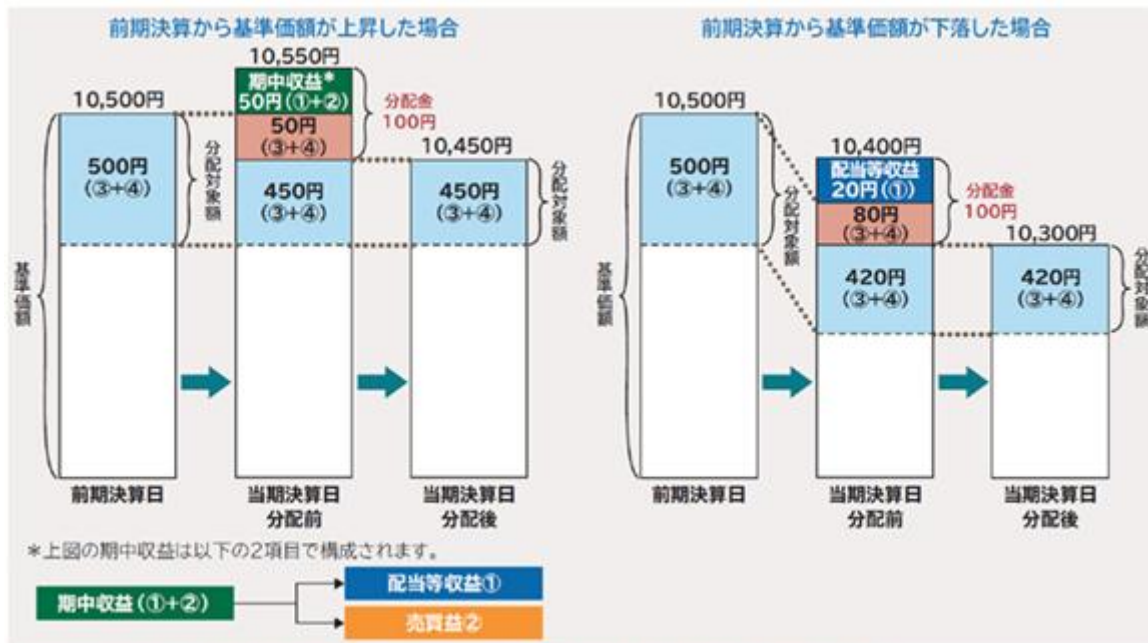 前期決算から基準価額が上昇した場合
10,500円
10,550円
期中収益*
50円(①+②)
50円
(③+④)
分配金
100円
10,450円
500円
(③+④)
分配対象額
450円
(③+④)
450円
(③+④)
分配対象額
基準価額
前期決算日
当期決算日
分配前
当期決算日
分配後
前期決算から基準価額が下落した場合
10,500円
10,400円
配当等収益
20円(①)
80円
(③+④)
分配金
100円
10,300円
500円
(③+④)
分配対象額
420円
(③+④)
420円
(③+④)
分配対象額
基準価額
前期決算日
当期決算日
分配前
当期決算日
分配後
*上図の期中収益は以下の2項目で構成されます。
期中収益(①+②)
配当等収益①
売買益②